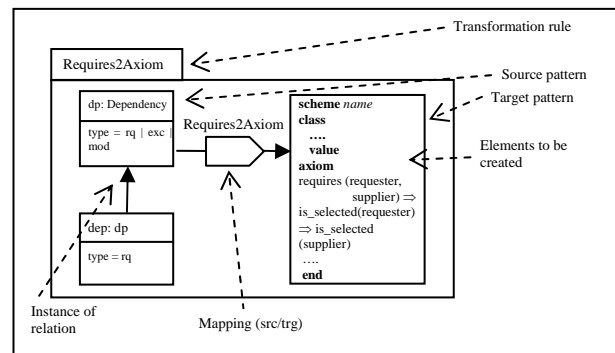 Transformation rule
Requires2Axiom
Source pattern
dp: Dependency
scheme name
Target pattern
class
type = rq | exc |
mod
Requires2Axiom
....
value
axiom
Elements to be
created
requires (requester,
supplier) ⇒
is_selected(requester)
⇒ is_selected
(supplier)
....
end
dep: dp
type = rq
Instance of
relation
Mapping (src/trg)